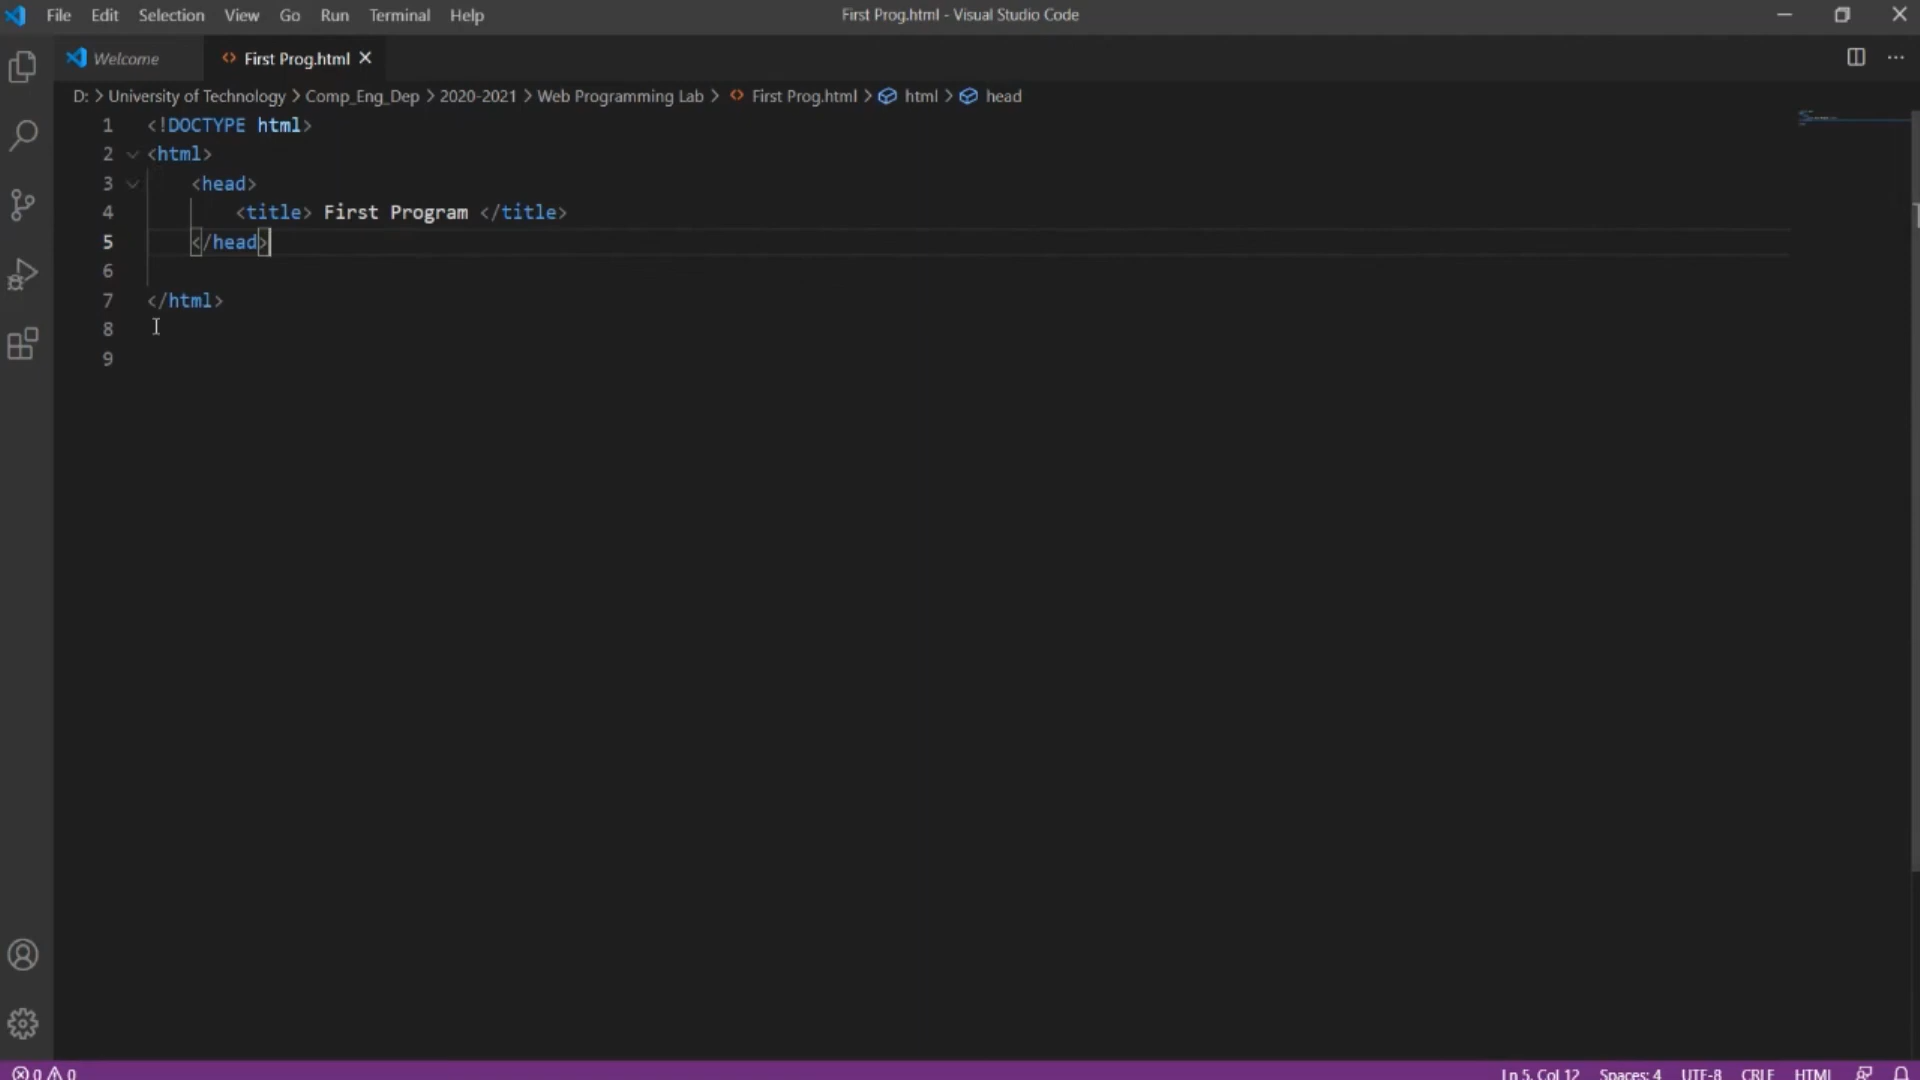 File Edit Selection View Go Run Terminal Help First Prog.html - Visual Studio Code
Welcome First Prog.html
D: > University of Technology > Comp_Eng_Dep > 2020-2021 > Web Programming Lab > First Prog.html > html > head
1 <!DOCTYPE html>
2 <html>
3 <head>
4 <title> First Program </title>
5 </head>
6
7 </html>
8
9
0 0 Ln 5, Col 12 Spaces: 4 UTF-8 CRLF HTML